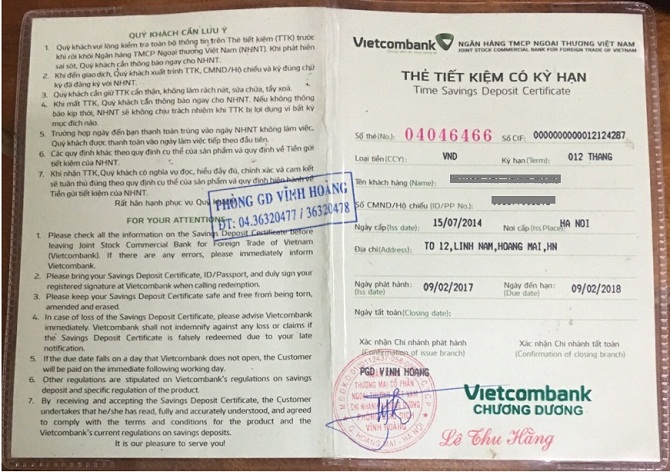 QUÝ KHÁCH CẦN LƯU Ý
1. Quý khách vui lòng kiểm tra toàn bộ thông tin trên Thẻ tiết kiệm (TTK) trước
khi rời khỏi Ngân hàng TMCP Ngoại thương Việt Nam (NHNT). Khi phát hiện
sai sót, Quý khách cần thông báo ngay cho NHNT.
2. Khi đến giao dịch, Quý khách xuất trình TTK, CMND/Hộ chiếu và ký đúng chữ
ký đã đăng ký với NHNT.
3. Quý khách cần giữ TTK cẩn thận, không làm rách nát, sửa chữa, tẩy xoá.
4. Khi mất TTK, Quý khách cần thông báo ngay cho NHNT. Nếu không thông
báo kịp thời, NHNT sẽ không chịu trách nhiệm khi TTK bị lợi dụng vì bất kỳ
mục đích nào.
5. Trường hợp ngày đến hạn thanh toán trùng vào ngày NHNT không làm việc,
Quý khách được thanh toán vào ngày làm việc tiếp theo đầu tiên.
6. Các quy định khác theo quy định cụ thể của sản phẩm và quy định về Tiền gửi
tiết kiệm của NHNT.
7. Khi nhận TTK, Quý khách có nghĩa vụ đọc, hiểu đầy đủ, chính xác và cam kết
sẽ tuân thủ đúng theo quy định cụ thể của sản phẩm và quy định hiện hành về
Tiền gửi tiết kiệm của NHNT.
Rất hân hạnh phục vụ Quý
PHÒNG GD VĨNH HOÀNG
ĐT: 04.36320477 / 36320478
FOR YOUR ATTENTION
1. Please check all the information on the Savings Deposit Certificate before
leaving Joint Stock Commercial Bank for Foreign Trade of Vietnam
(Vietcombank). If there are any errors, please immediately inform
Vietcombank.
2. Please bring your Savings Deposit Certificate, ID/Passport, and duly sign your
registered signature at Vietcombank when calling redemption.
3. Please keep your Savings Deposit Certificate safe and free from being torn,
amended and erased.
4. In case of loss of the Savings Deposit Certificate, please advise Vietcombank
immediately. Vietcombank shall not indemnify against any loss or claims if
the Savings Deposit Certificate is falsely redeemed due to your late
notification.
5. If the due date falls on a day that Vietcombank does not open, the Customer
will be paid on the immediate following working day.
6. Other regulations are stipulated on Vietcombank's regulations on savings
deposit and specific regulation of the product.
7. By receiving and accepting the Savings Deposit Certificate, the Customer
undertakes that he/she has read, fully and accurately understood, and agreed
to comply with the terms and conditions for the product and the
Vietcombank's current regulations on savings deposits.
It is our pleasure to serve you!
Vietcombank NGÂN HÀNG TMCP NGOẠI THƯƠNG VIỆT NAM
JOINT STOCK COMMERCIAL BANK FOR FOREIGN TRADE OF VIETNAM
THẺ TIẾT KIỆM CÓ KỲ HẠN
Time Savings Deposit Certificate
Số thẻ (No.): 04046466 Số CIF: 000000000012124287
Loại tiền (CCY) VND Kỳ hạn (Term): 012 THANG
Tên khách hàng (Name):
Số CMND/Hộ chiếu (ID/PP No.)
Ngày cấp (Iss date): 15/07/2014 Nơi cấp (Iss Place): HA NOI
Địa chỉ (Address): TO 12,LINH NAM,HOANG MAI,HN
Ngày phát hành: 09/02/2017 Ngày đến hạn: 09/02/2018
(Iss date) (Due date)
Ngày tất toán (Closing date):
Xác nhận Chi nhánh phát hành Xác nhận Chi nhánh tất toán
(Confirmation of issue branch) (Confirmation of closing branch)
PGD VINH HOANG
THƯƠNG MẠI CỔ PHẦN
VĨNH HOÀNG
Vietcombank
CHƯƠNG DƯƠNG
Lê Thu Hằng